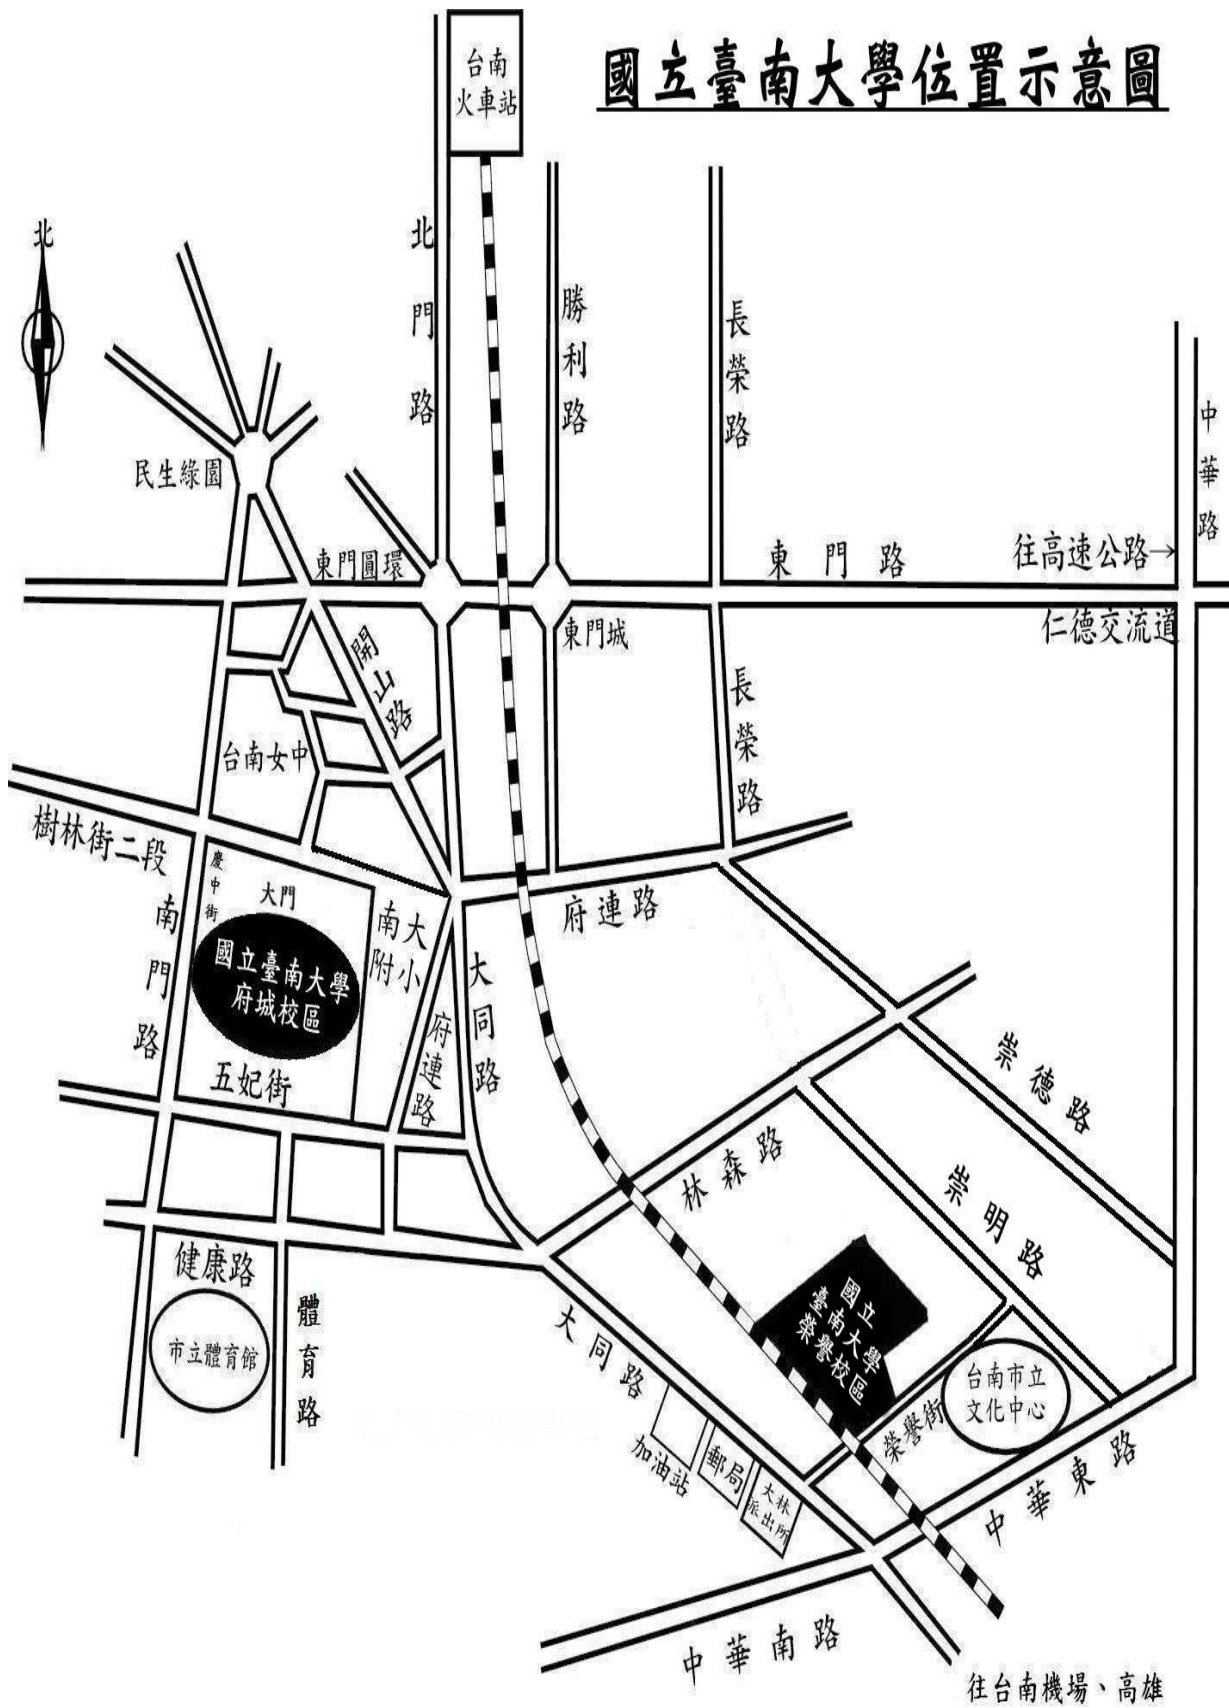 國立臺南大學位置示意圖
台南
火車站
北
北門路
勝利路
長榮路
中華路
民生綠園
東門圓環
東門路
往高速公路→
仁德交流道
東門城
開山路
長榮路
台南女中
樹林街二段
慶中街
大門
南門路
南大
附小
國立臺南大學
府城校區
府連路
大同路
府連路
五妃街
崇德路
林森路
崇明路
健康路
市立體育館
體育路
大同路
國立
臺南大學
榮譽校區
台南市立
文化中心
榮譽街
加油站
郵局
大林
派出所
中華東路
中華南路
往台南機場、高雄